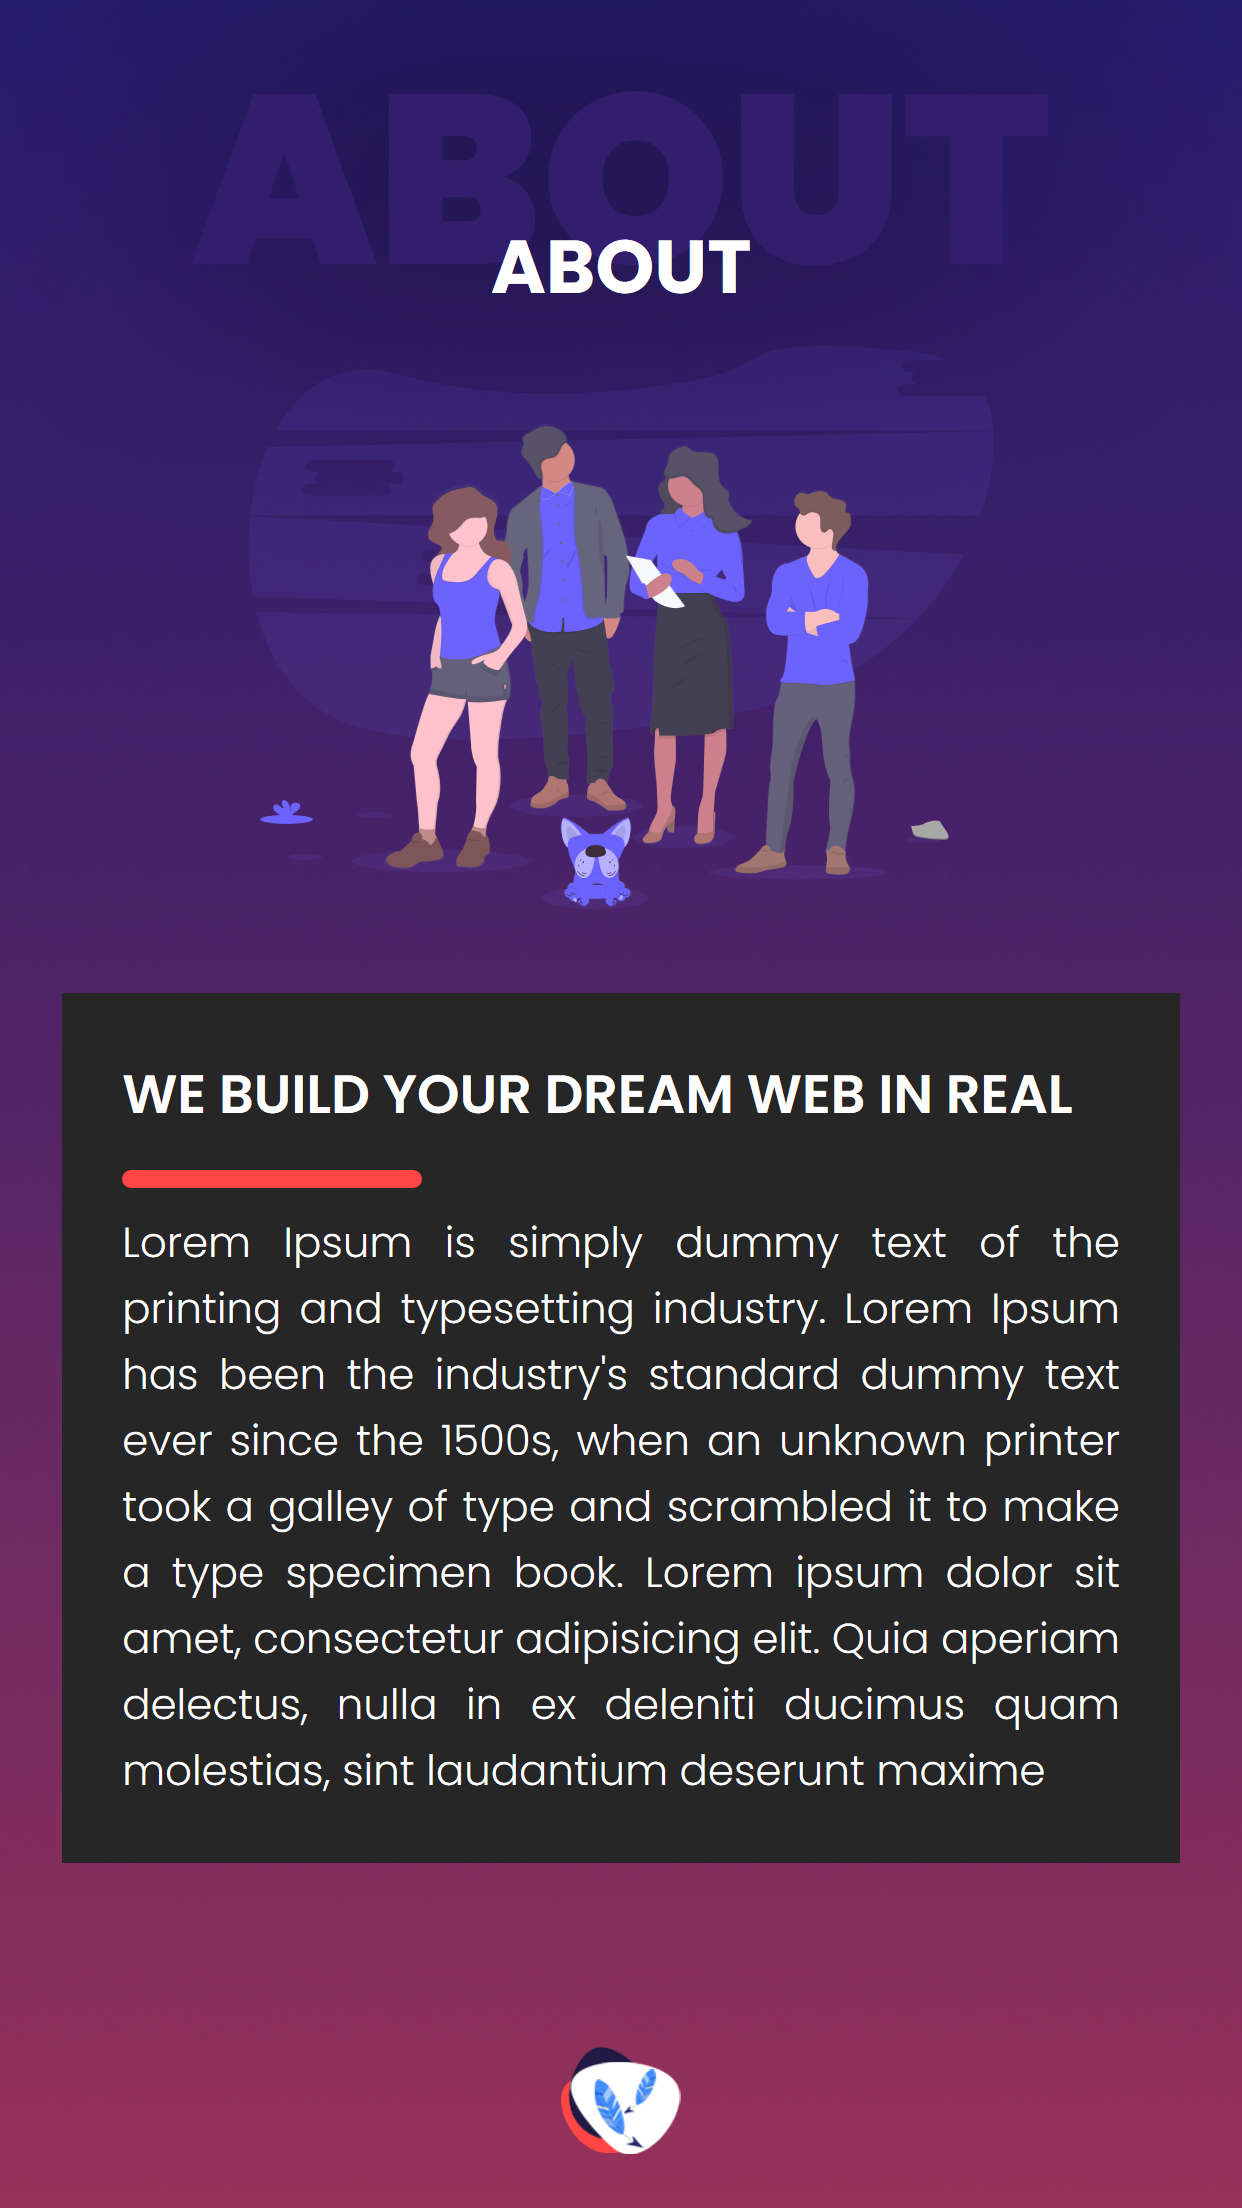 ABOUT
ABOUT
WE BUILD YOUR DREAM WEB IN REAL
Lorem Ipsum is simply dummy text of the
printing and typesetting industry. Lorem Ipsum
has been the industry's standard dummy text
ever since the 1500s, when an unknown printer
took a galley of type and scrambled it to make
a type specimen book. Lorem ipsum dolor sit
amet, consectetur adipisicing elit. Quia aperiam
delectus, nulla in ex deleniti ducimus quam
molestias, sint laudantium deserunt maxime